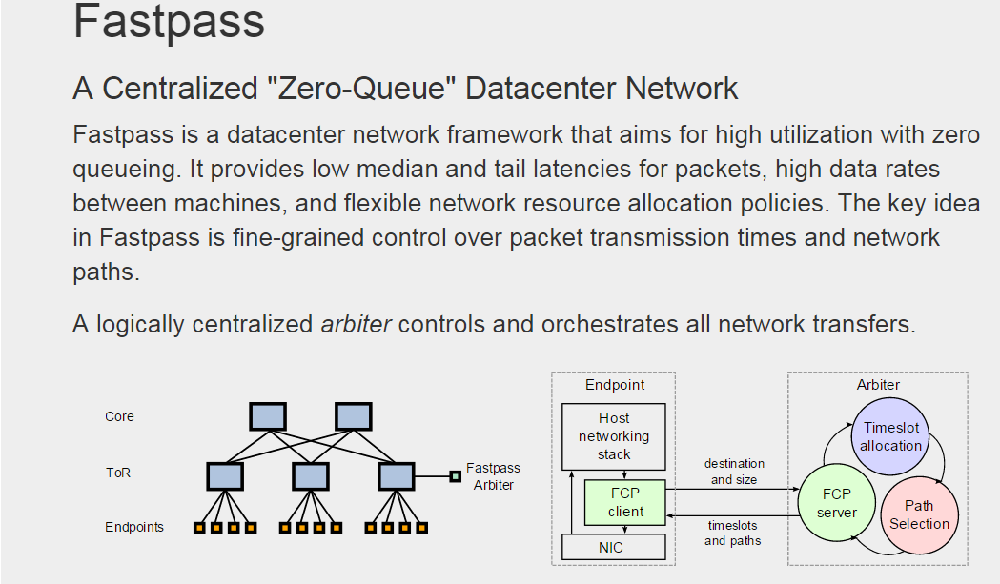 Fastpass
A Centralized "Zero-Queue" Datacenter Network
Fastpass is a datacenter network framework that aims for high utilization with zero
queueing. It provides low median and tail latencies for packets, high data rates
between machines, and flexible network resource allocation policies. The key idea
in Fastpass is fine-grained control over packet transmission times and network
paths.
A logically centralized arbiter controls and orchestrates all network transfers.
Core
ToR
Endpoints
Fastpass
Arbiter
Endpoint
Host
networking
stack
FCP
client
NIC
destination
and size
timeslots
and paths
Arbiter
Timeslot
allocation
FCP
server
Path
Selection